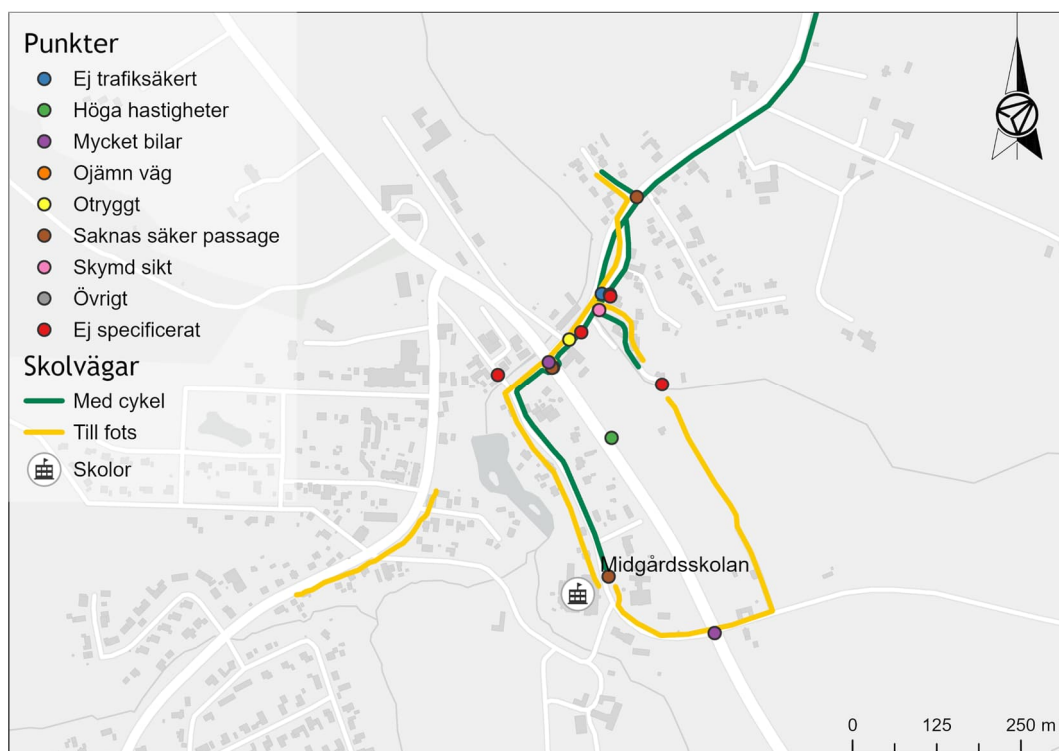 Punkter
Ej trafiksäkert
Höga hastigheter
Mycket bilar
Ojämn väg
Otryggt
Saknas säker passage
Skymd sikt
Övrigt
Ej specificerat
Skolvägar
Med cykel
Till fots
Skolor
Midgårdsskolan
0 125 250 m